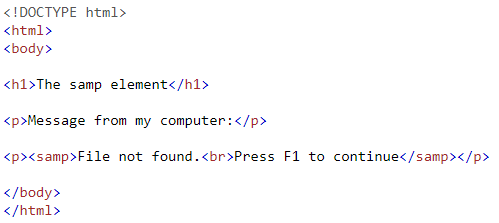 <!DOCTYPE html>
<html>
<body>
<h1>The samp element</h1>
<p>Message from my computer:</p>
<p><samp>File not found.<br>Press F1 to continue</samp></p>
</body>
</html>